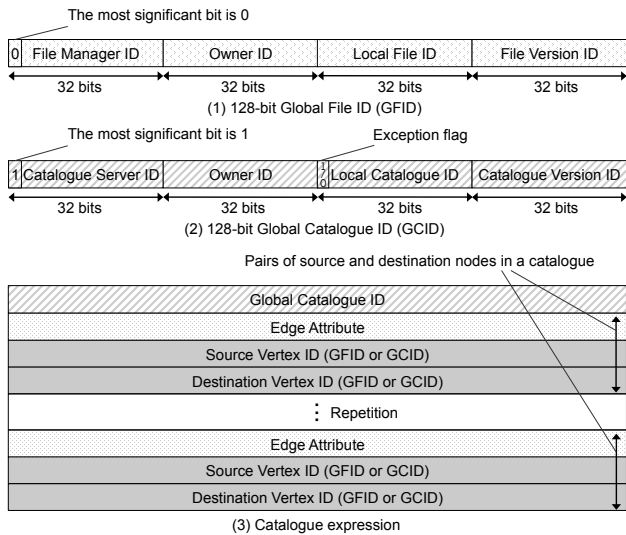 The most significant bit is 0
0 File Manager ID Owner ID Local File ID File Version ID
32 bits 32 bits 32 bits 32 bits
(1) 128-bit Global File ID (GFID)
The most significant bit is 1 Exception flag
1 Catalogue Server ID Owner ID 1/0 Local Catalogue ID Catalogue Version ID
32 bits 32 bits 32 bits 32 bits
(2) 128-bit Global Catalogue ID (GCID)
Pairs of source and destination nodes in a catalogue
Global Catalogue ID
Edge Attribute
Source Vertex ID (GFID or GCID)
Destination Vertex ID (GFID or GCID)
⋮ Repetition
Edge Attribute
Source Vertex ID (GFID or GCID)
Destination Vertex ID (GFID or GCID)
(3) Catalogue expression